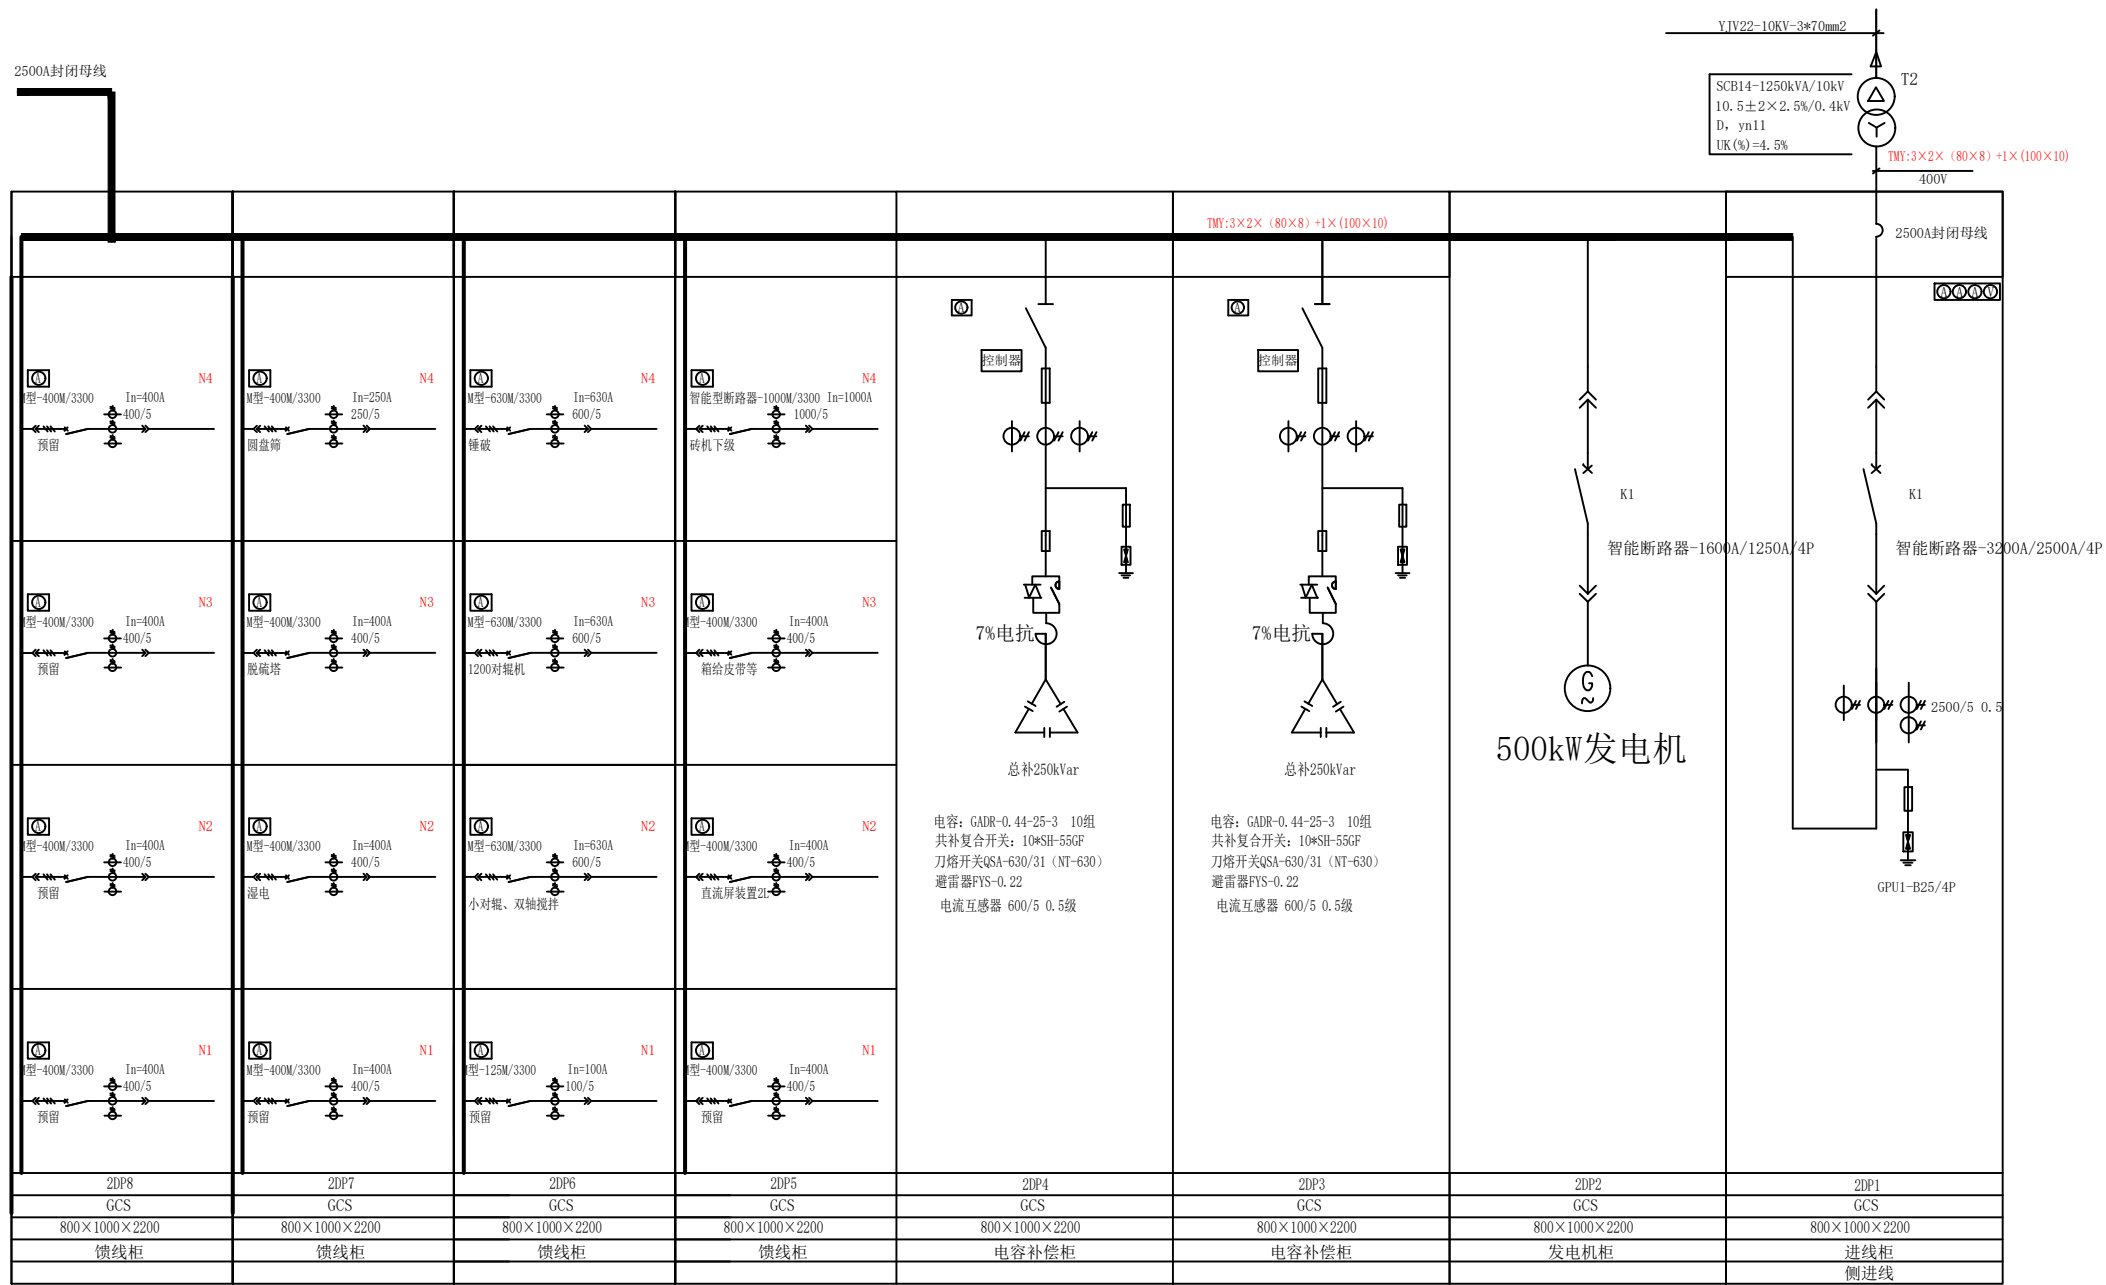 YJV22-10KV-3*70mm2
2500A封闭母线
T2
SCB14-1250kVA/10kV
10.5±2×2.5%/0.4kV
D, yn11
UK(%)=4.5%
TMY:3×2×（80×8）+1×(100×10)
400V
TMY:3×2×（80×8）+1×(100×10)
2500A封闭母线
A
A
A A A V
控制器
控制器
A
N4
M型-400M/3300 In=400A
400/5
预留
A
N4
M型-400M/3300 In=250A
250/5
圆盘筛
A
N4
M型-630M/3300 In=630A
600/5
锤破
A
N4
智能型断路器-1000M/3300 In=1000A
1000/5
砖机下级
K1
K1
智能断路器-1600A/1250A/4P
智能断路器-3200A/2500A/4P
A
N3
M型-400M/3300 In=400A
400/5
预留
A
N3
M型-400M/3300 In=400A
400/5
脱硫塔
A
N3
M型-630M/3300 In=630A
600/5
1200对辊机
A
N3
M型-400M/3300 In=400A
400/5
箱给皮带等
7%电抗
7%电抗
G
~
2500/5 0.5
500kW发电机
总补250kVar
总补250kVar
A
N2
M型-400M/3300 In=400A
400/5
预留
A
N2
M型-400M/3300 In=400A
400/5
湿电
A
N2
M型-630M/3300 In=630A
600/5
小对辊、双轴搅拌
A
N2
M型-400M/3300 In=400A
400/5
直流屏装置2L
电容：GADR-0.44-25-3 10组
共补复合开关：10*SH-55GF
刀熔开关QSA-630/31（NT-630）
避雷器FYS-0.22
电流互感器 600/5 0.5级
电容：GADR-0.44-25-3 10组
共补复合开关：10*SH-55GF
刀熔开关QSA-630/31（NT-630）
避雷器FYS-0.22
电流互感器 600/5 0.5级
GPU1-B25/4P
A
N1
M型-400M/3300 In=400A
400/5
预留
A
N1
M型-400M/3300 In=400A
400/5
预留
A
N1
M型-125M/3300 In=100A
100/5
预留
A
N1
M型-400M/3300 In=400A
400/5
预留
2DP8 2DP7 2DP6 2DP5 2DP4 2DP3 2DP2 2DP1
GCS GCS GCS GCS GCS GCS GCS GCS
800×1000×2200 800×1000×2200 800×1000×2200 800×1000×2200 800×1000×2200 800×1000×2200 800×1000×2200 800×1000×2200
馈线柜 馈线柜 馈线柜 馈线柜 电容补偿柜 电容补偿柜 发电机柜 进线柜
侧进线